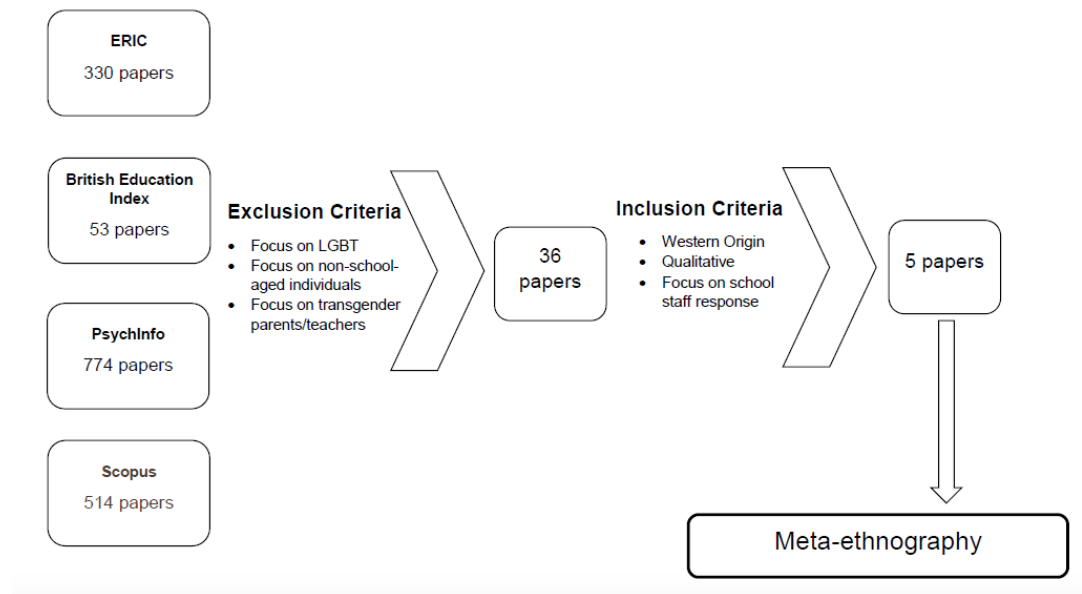 ERIC
330 papers
British Education
Index
53 papers
PsychInfo
774 papers
Scopus
514 papers
Exclusion Criteria
• Focus on LGBT
• Focus on non-school-
aged individuals
• Focus on transgender
parents/teachers
36
papers
Inclusion Criteria
• Western Origin
• Qualitative
• Focus on school
staff response
5 papers
Meta-ethnography